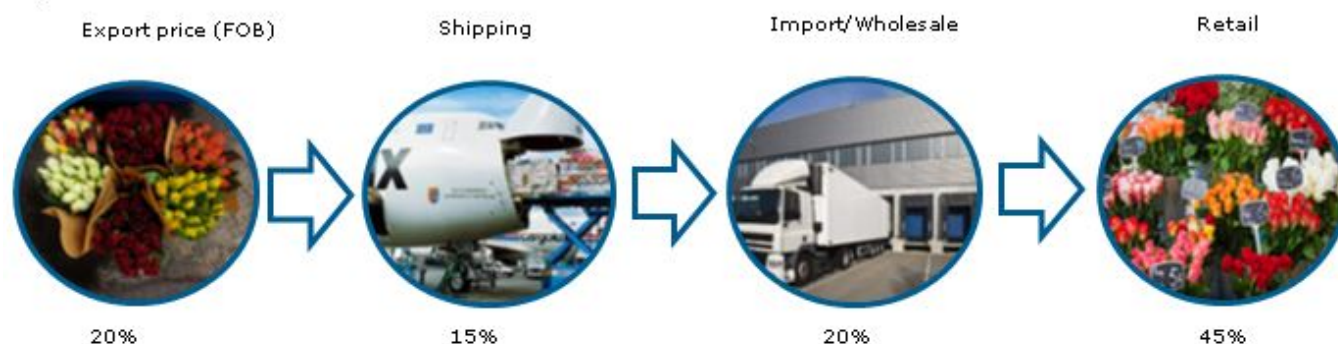 Export price (FOB)
Shipping
Import/Wholesale
Retail
X
20%
15%
20%
45%